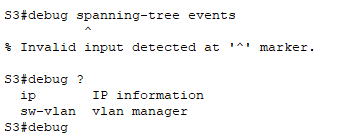 S3#debug spanning-tree events
^
% Invalid input detected at '^' marker.
S3#debug ?
ip IP information
sw-vlan vlan manager
S3#debug